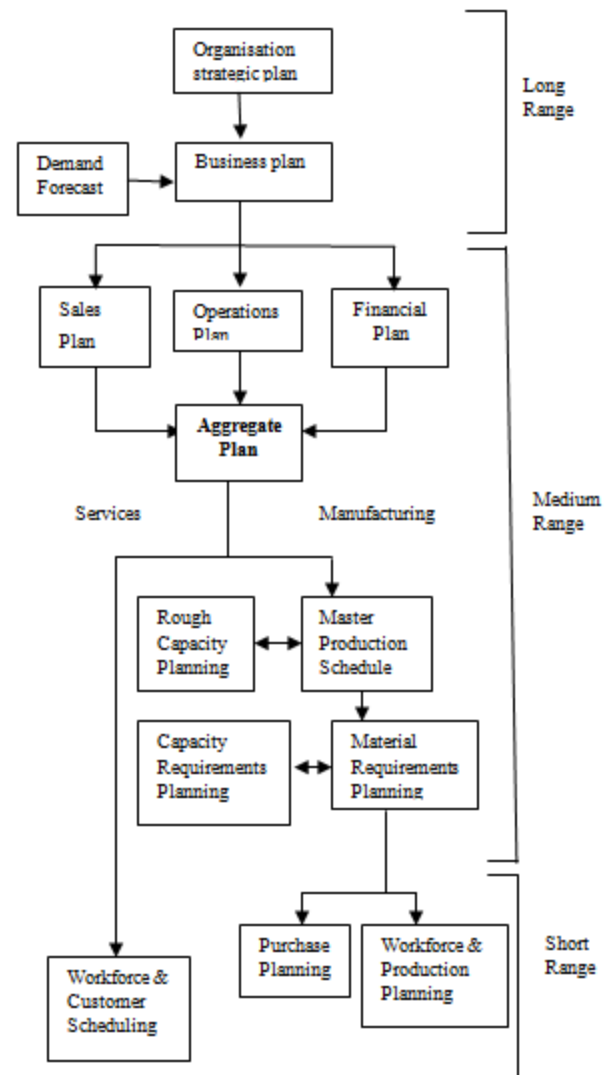 Organisation
strategic plan
Long
Range
Demand
Forecast
Business plan
Sales
Plan
Operations
Plan
Financial
Plan
Aggregate
Plan
Services
Manufacturing
Medium
Range
Rough
Capacity
Planning
Master
Production
Schedule
Capacity
Requirements
Planning
Material
Requirements
Planning
Purchase
Planning
Workforce &
Production
Planning
Short
Range
Workforce &
Customer
Scheduling